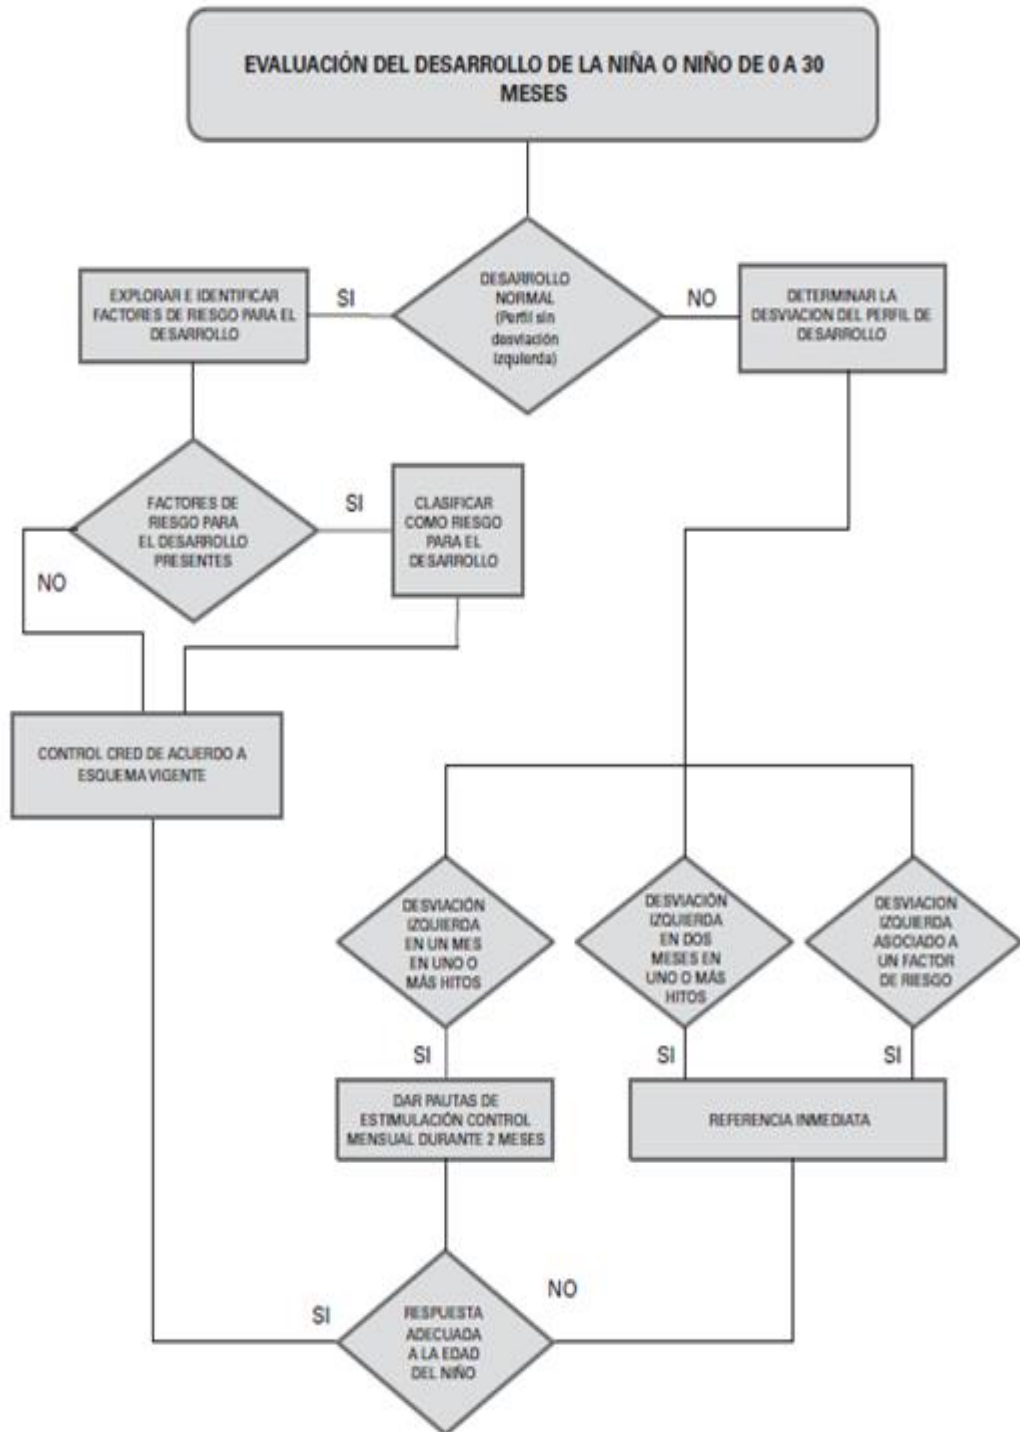 EVALUACIÓN DEL DESARROLLO DE LA NIÑA O NIÑO DE 0 A 30
MESES
EXPLORAR E IDENTIFICAR
FACTORES DE RIESGO PARA EL
DESARROLLO
SI
DESARROLLO
NORMAL
(Perfil sin
desviación
izquierda)
NO
DETERMINAR LA
DESVIACION DEL PERFIL DE
DESARROLLO
FACTORES DE
RIESGO PARA
EL DESARROLLO
PRESENTES
SI
CLASIFICAR
COMO RIESGO
PARA EL
DESARROLLO
NO
CONTROL CRED DE ACUERDO A
ESQUEMA VIGENTE
DESVIACIÓN
IZQUIERDA
EN UN MES
EN UNO O
MÁS HITOS
DESVIACIÓN
IZQUIERDA
EN DOS
MESES EN
UNO O MÁS
HITOS
DESVIACION
IZQUIERDA
ASOCIADO A
UN FACTOR
DE RIESGO
SI
SI
SI
DAR PAUTAS DE
ESTIMULACIÓN CONTROL
MENSUAL DURANTE 2 MESES
REFERENCIA INMEDIATA
SI
RESPUESTA
ADECUADA
A LA EDAD
DEL NIÑO
NO